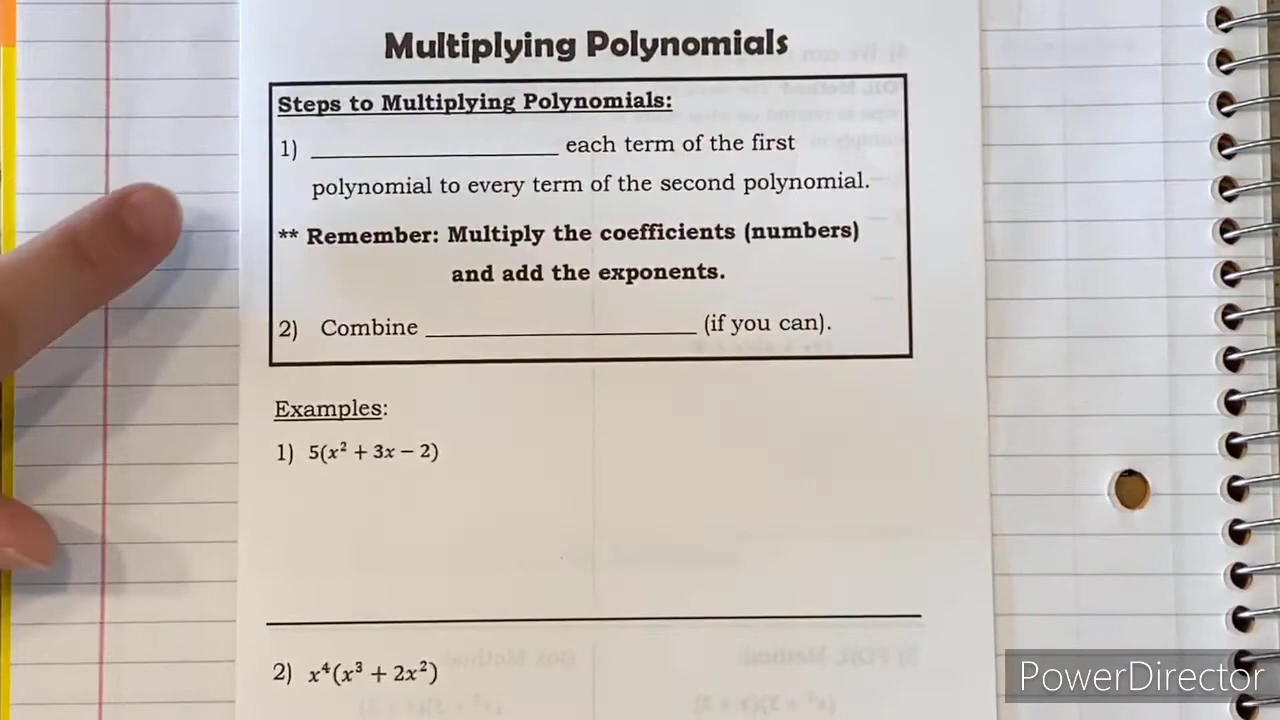 Multiplying Polynomials
Steps to Multiplying Polynomials:
1) ____________________ each term of the first
polynomial to every term of the second polynomial.
** Remember: Multiply the coefficients (numbers)
and add the exponents.
2) Combine ______________________ (if you can).
Examples:
1) 5(x² + 3x − 2)
2) x⁴(x³ + 2x²)
PowerDirector